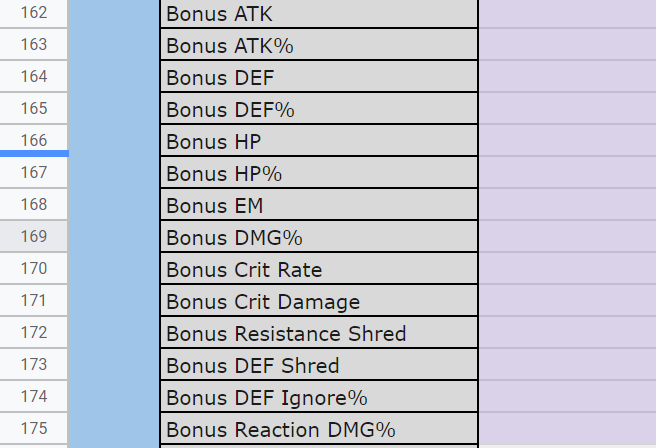 162 Bonus ATK
163 Bonus ATK%
164 Bonus DEF
165 Bonus DEF%
166 Bonus HP
167 Bonus HP%
168 Bonus EM
169 Bonus DMG%
170 Bonus Crit Rate
171 Bonus Crit Damage
172 Bonus Resistance Shred
173 Bonus DEF Shred
174 Bonus DEF Ignore%
175 Bonus Reaction DMG%